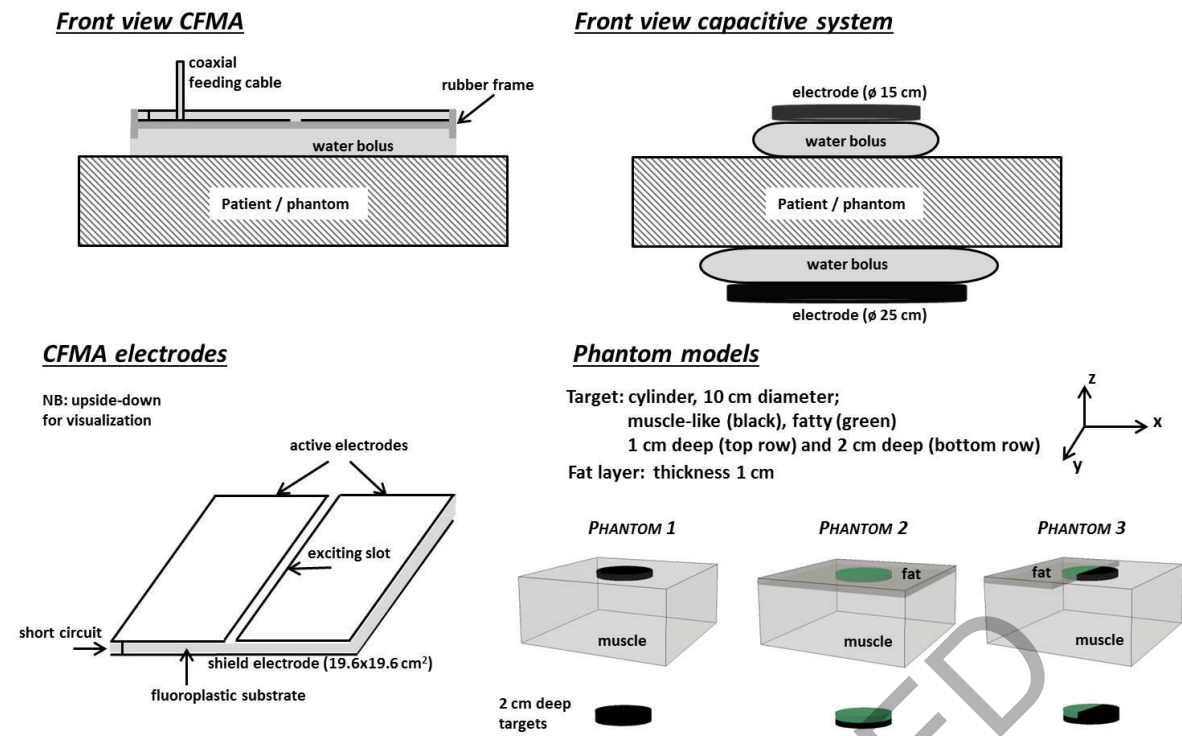 Front view CFMA
coaxial
feeding cable
rubber frame
water bolus
Patient / phantom
Front view capacitive system
electrode (ø 15 cm)
water bolus
Patient / phantom
water bolus
electrode (ø 25 cm)
CFMA electrodes
NB: upside-down
for visualization
active electrodes
exciting slot
short circuit
shield electrode (19.6x19.6 cm²)
fluoroplastic substrate
Phantom models
Target: cylinder, 10 cm diameter;
muscle-like (black), fatty (green)
1 cm deep (top row) and 2 cm deep (bottom row)
Fat layer: thickness 1 cm
z
x
y
PHANTOM 1
PHANTOM 2
PHANTOM 3
fat
fat
muscle
muscle
muscle
2 cm deep
targets
ED